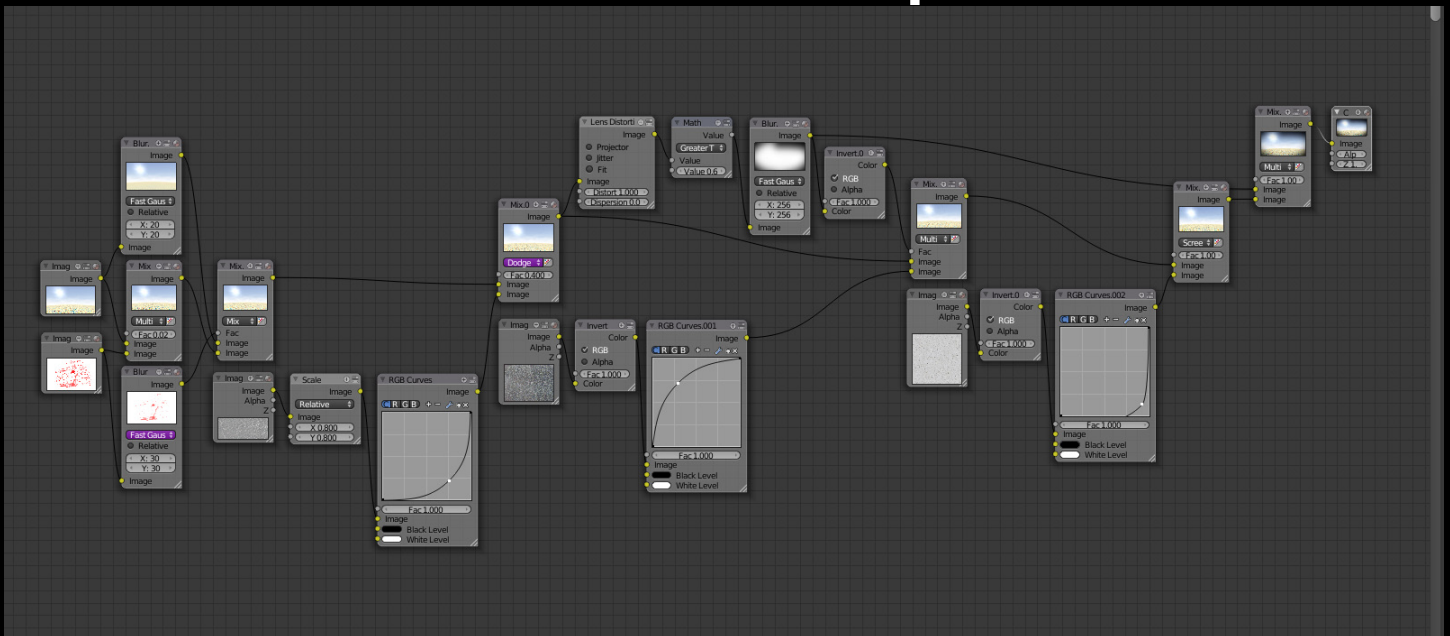 Blur.
Image
Fast Gaus
Relative
X: 20
Y: 20
Image
Imag
Image
Mix
Image
Multi
Fac 0.02
Image
Image
Mix.
Image
Mix
Fac
Image
Image
Imag
Image
Blur
Image
Fast Gaus
Relative
X: 30
Y: 30
Image
Imag
Image
Alpha
Z
Scale
Image
Relative
Image
X 0.800
Y 0.800
RGB Curves
Image
C R G B
Fac 1.000
Image
Black Level
White Level
Mix.0
Image
Dodge
Fac 0.400
Image
Image
Imag
Image
Alpha
Z
Invert
Color
RGB
Alpha
Fac 1.000
Color
RGB Curves.001
Image
C R G B
Fac 1.000
Image
Black Level
White Level
Lens Distorti
Image
Projector
Jitter
Fit
Image
Distort 1.000
Dispersion 0.0
Math
Value
Greater T
Value
Value 0.6
Blur.
Image
Fast Gaus
Relative
X: 256
Y: 256
Image
Invert.0
Color
RGB
Alpha
Fac 1.000
Color
Mix.
Image
Multi
Fac
Image
Image
Imag
Image
Alpha
Z
Invert.0
Color
RGB
Alpha
Fac 1.000
Color
RGB Curves.002
Image
C R G B
Fac 1.000
Image
Black Level
White Level
Mix.
Image
Scree
Fac 1.00
Image
Image
Mix.
Image
Multi
Fac 1.00
Image
Image
C
Image
Alp
Z 1.